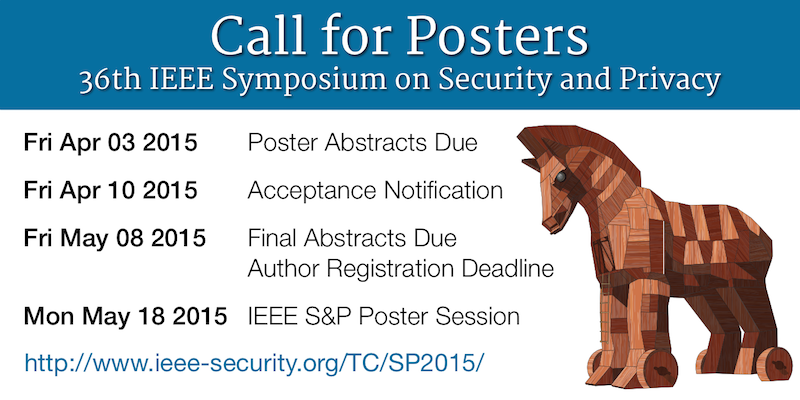 Call for Posters
36th IEEE Symposium on Security and Privacy
Fri Apr 03 2015 Poster Abstracts Due
Fri Apr 10 2015 Acceptance Notification
Fri May 08 2015 Final Abstracts Due
Author Registration Deadline
Mon May 18 2015 IEEE S&P Poster Session
http://www.ieee-security.org/TC/SP2015/